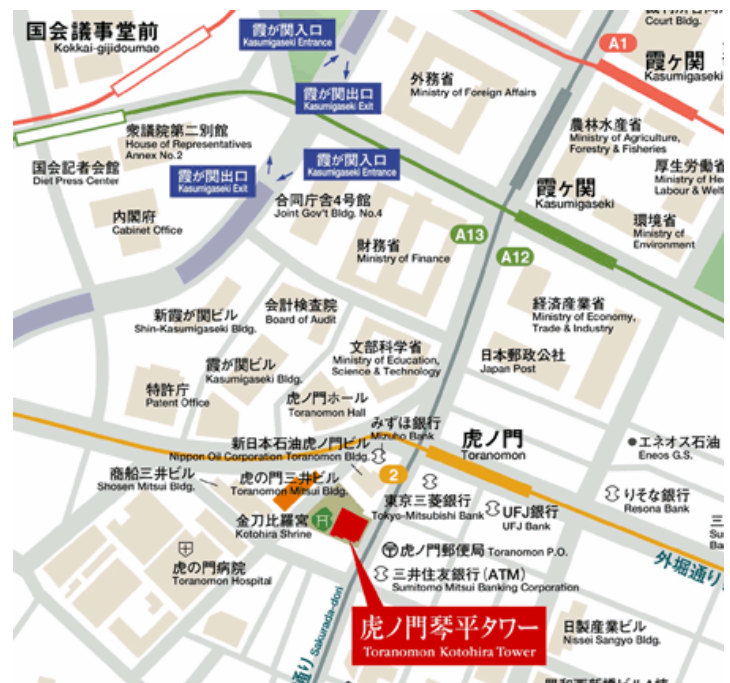 国会議事堂前
Kokkai-gijidoumae
霞が関入口
Kasumigaseki Entrance
Court Bldg.
A1
霞ヶ関
Kasumigaseki
霞が関出口
Kasumigaseki Exit
外務省
Ministry of Foreign Affairs
衆議院第二別館
House of Representatives
Annex No.2
農林水産省
Ministry of Agriculture,
Forestry & Fisheries
国会記者会館
Diet Press Center
霞が関出口
Kasumigaseki Exit
霞が関入口
Kasumigaseki Entrance
厚生労働省
Ministry of He
Labour & Welf
霞ヶ関
Kasumigaseki
内閣府
Cabinet Office
合同庁舎4号館
Joint Gov't Bldg. No.4
環境省
Ministry of
Environment
A13
A12
財務省
Ministry of Finance
新霞が関ビル
Shin-Kasumigaseki Bldg.
会計検査院
Board of Audit
経済産業省
Ministry of Economy,
Trade & Industry
文部科学省
Ministry of Education,
Science & Technology
日本郵政公社
Japan Post
霞が関ビル
Kasumigaseki Bldg.
特許庁
Patent Office
虎ノ門ホール
Toranomon Hall
みずほ銀行
Mizuho Bank
虎ノ門
Toranomon
新日本石油虎ノ門ビル
Nippon Oil Corporation Toranomon Bldg.
エネオス石油
Eneos G.S.
商船三井ビル
Shosen Mitsui Bldg.
虎の門三井ビル
Toranomon Mitsui Bldg.
2
東京三菱銀行
Tokyo-Mitsubishi Bank
UFJ銀行
UFJ Bank
りそな銀行
Resona Bank
三
Sum
Ba
金刀比羅宮
Kotohira Shrine
虎ノ門郵便局 Toranomon P.O.
外堀通り
虎の門病院
Toranomon Hospital
三井住友銀行(ATM)
Sumitomo Mitsui Banking Corporation
通り Sakurada-dori
虎ノ門琴平タワー
Toranomon Kotohira Tower
日製産業ビル
Nissei Sangyo Bldg.